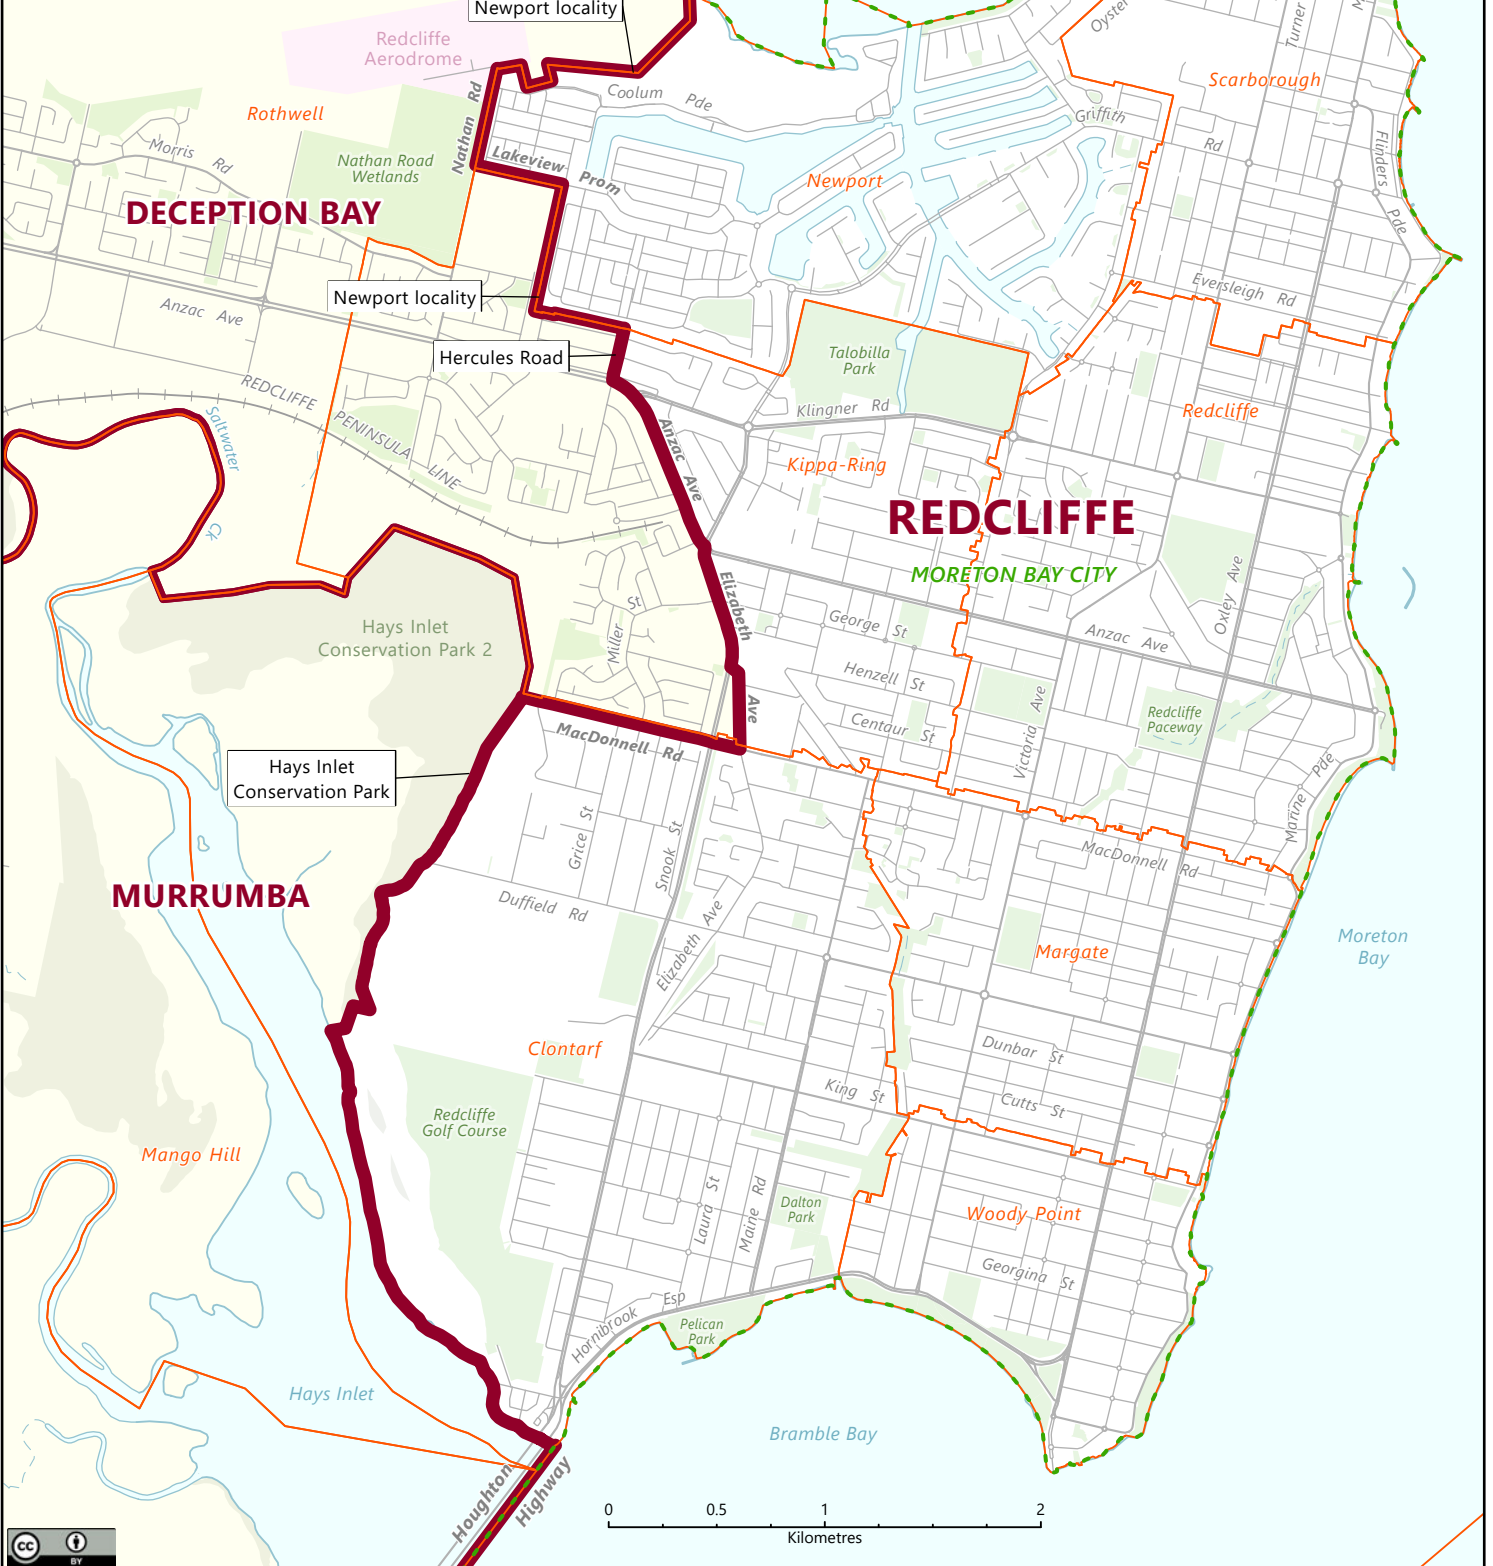 Newport locality
Oyster
Turner
Redcliffe
Aerodrome
Scarborough
Rothwell
Nathan Rd
Coolum Pde
Griffith
Rd
Flinders
Pde
Morris Rd
Nathan Road
Wetlands
Lakeview Prom
Newport
DECEPTION BAY
Eversleigh Rd
Newport locality
Anzac Ave
Hercules Road
Talobilla
Park
REDCLIFFE
PENINSULA
LINE
Saltwater
Ck
Klingner Rd
Redcliffe
Anzac Ave
Kippa-Ring
REDCLIFFE
MORETON BAY CITY
Elizabeth
Ave
Oxley Ave
Miller St
George St
Anzac Ave
Hays Inlet
Conservation Park 2
Henzell St
Victoria Ave
Centaur St
Redcliffe
Paceway
MacDonnell Rd
Hays Inlet
Conservation Park
Marine Pde
Grice St
Snook St
MacDonnell Rd
MURRUMBA
Duffield Rd
Elizabeth Ave
Margate
Moreton
Bay
Clontarf
Dunbar St
King St
Cutts St
Redcliffe
Golf Course
Mango Hill
Laura St
Maine Rd
Dalton
Park
Woody Point
Georgina St
Hornibrook Esp
Pelican
Park
Hays Inlet
Bramble Bay
Houghton
Highway
0 0.5 1 2
Kilometres
cc
BY